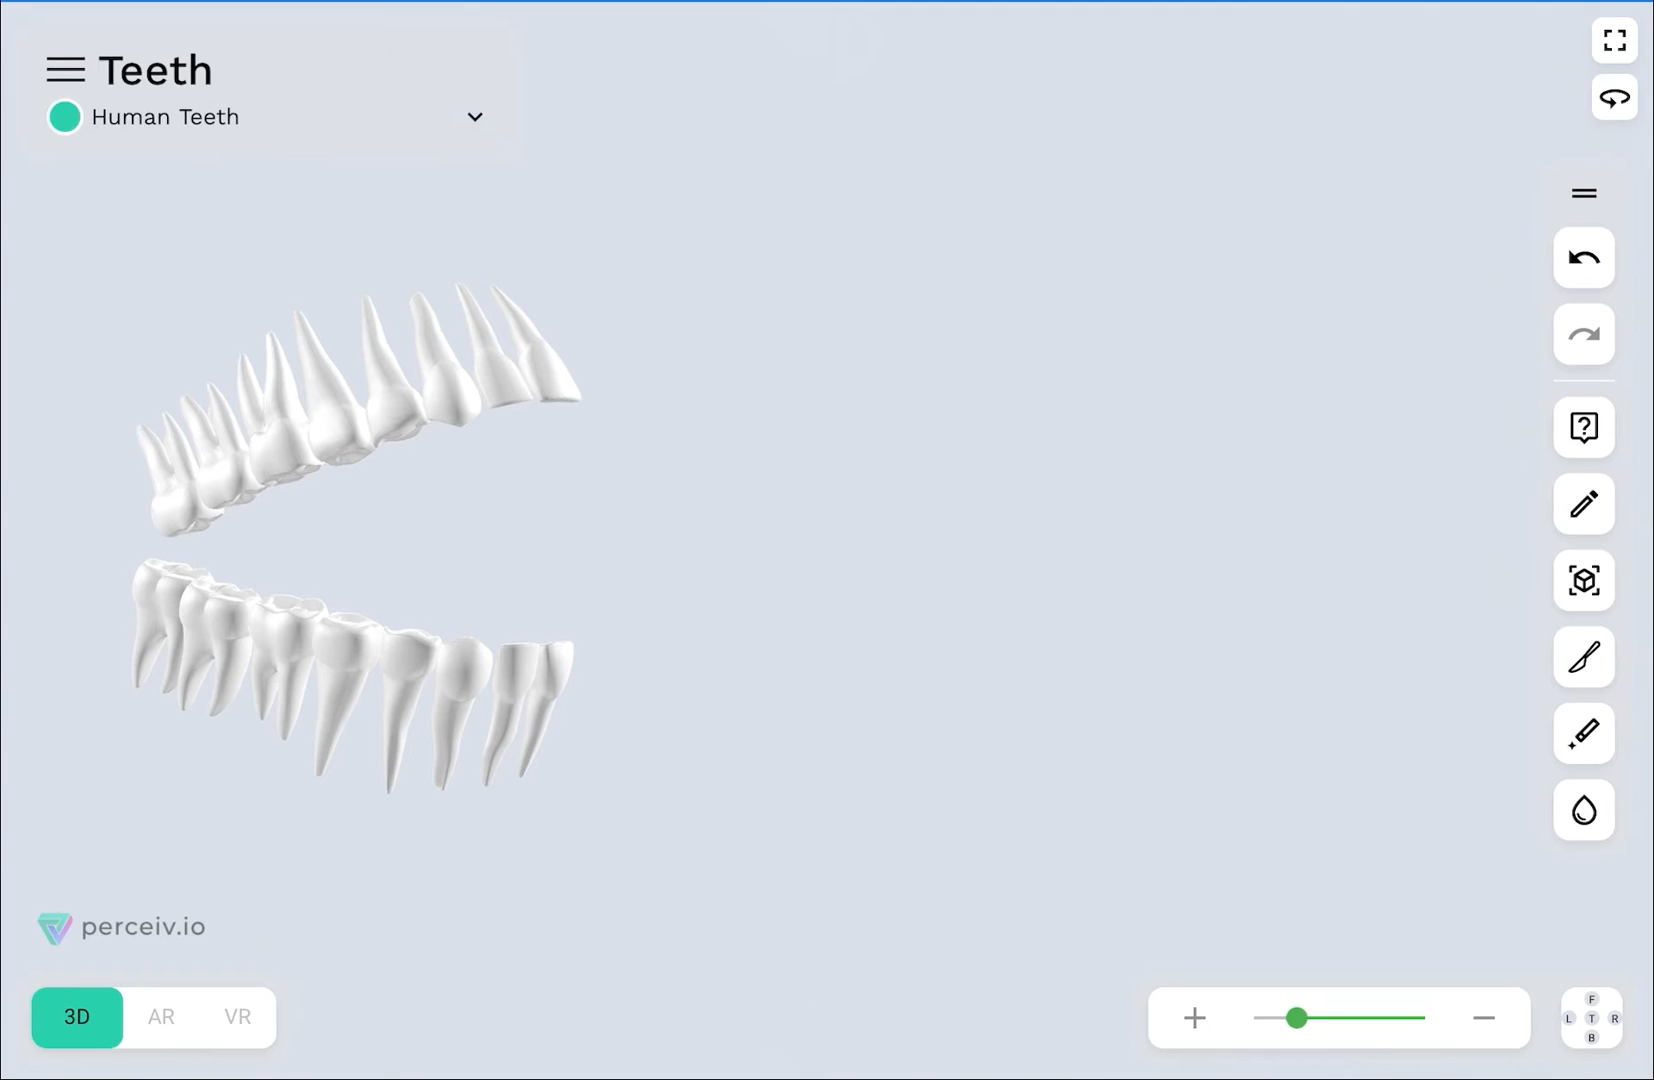 Teeth
Human Teeth
perceiv.io
3D AR VR
F
L T R
B